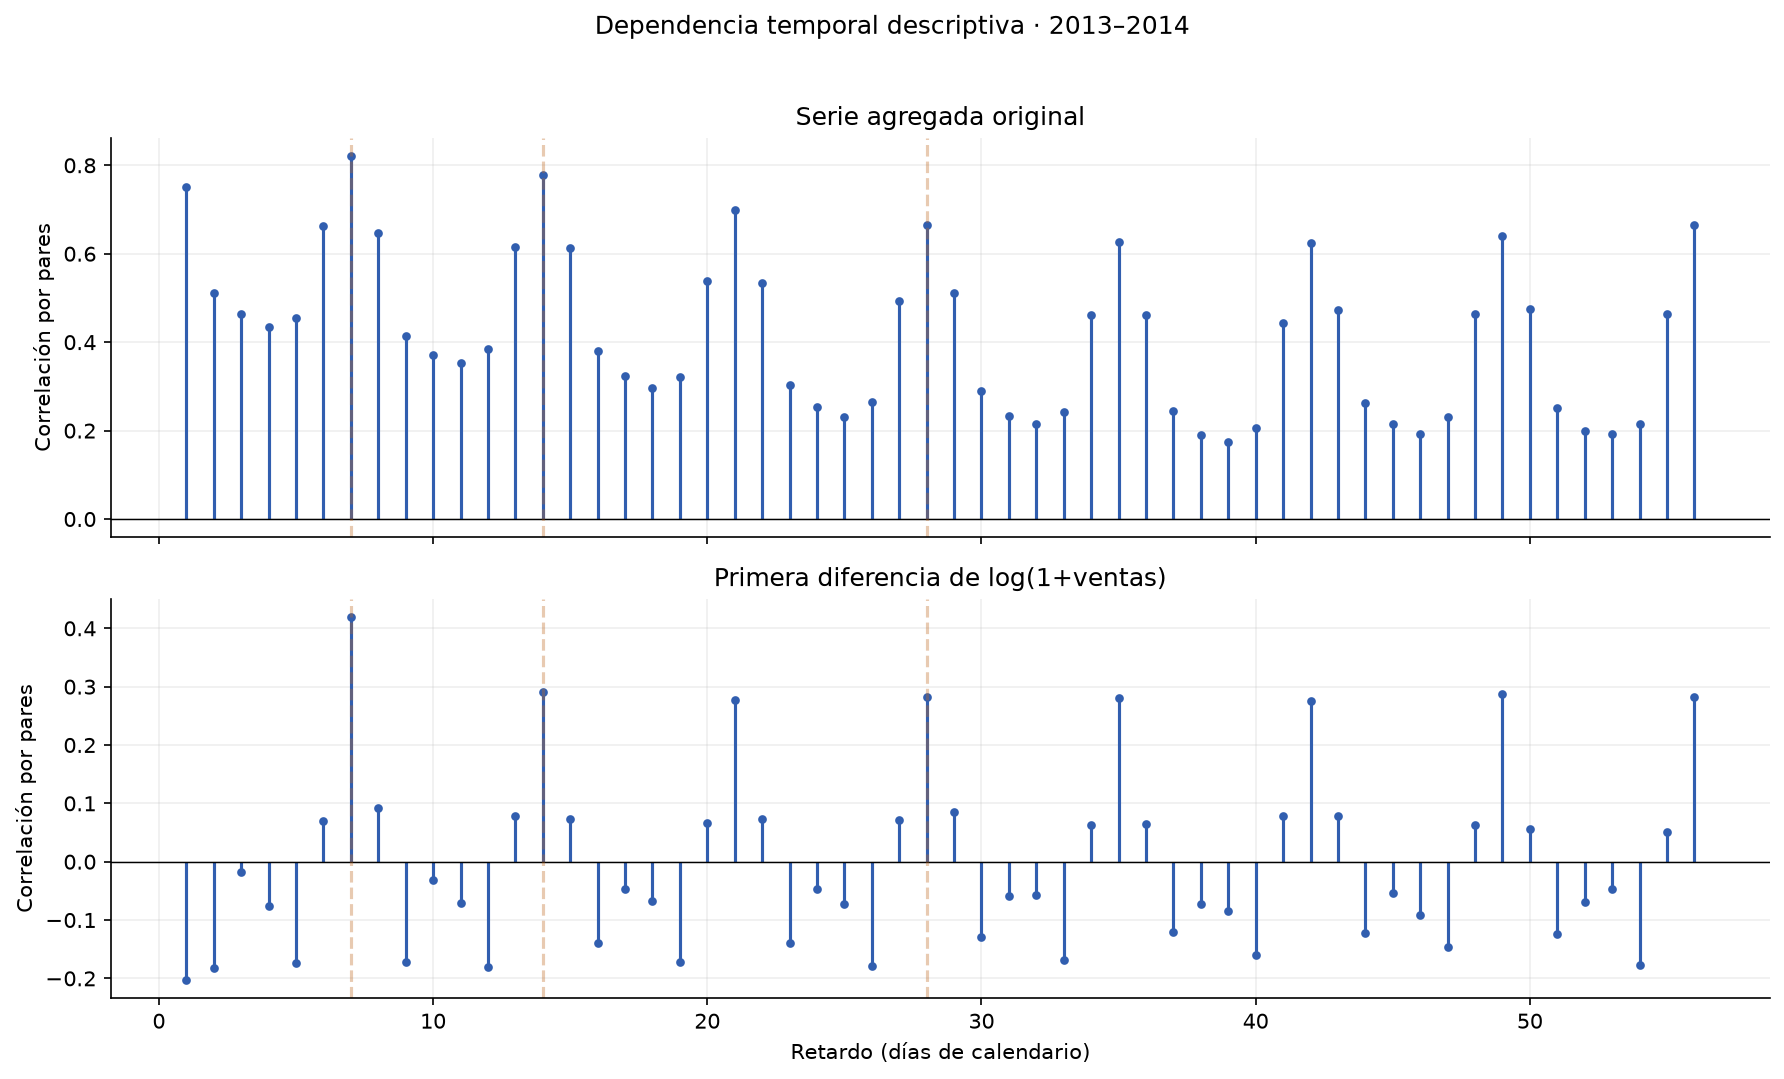 Dependencia temporal descriptiva · 2013–2014
Serie agregada original
Correlación por pares
0.8
0.6
0.4
0.2
0.0
Primera diferencia de log(1+ventas)
Correlación por pares
0.4
0.3
0.2
0.1
0.0
−0.1
−0.2
0 10 20 30 40 50
Retardo (días de calendario)